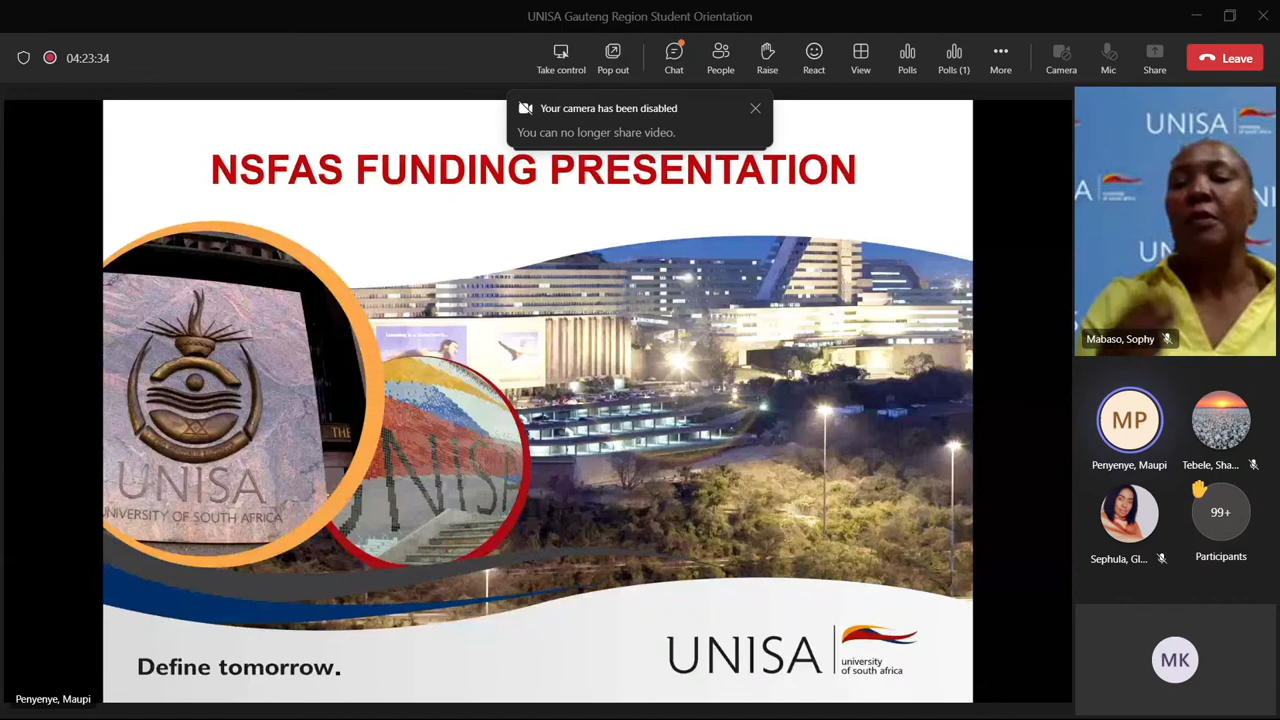 UNISA Gauteng Region Student Orientation
04:23:34
Take control
Pop out
Chat
People
Raise
React
View
Polls
Polls (1)
More
Camera
Mic
Share
Leave
Your camera has been disabled
You can no longer share video.
NSFAS FUNDING PRESENTATION
UNISA
UNIVERSITY OF SOUTH AFRICA
THE
UNISA
Define tomorrow.
UNISA
university
of south africa
Penyenye, Maupi
UNISA
Mabaso, Sophy
MP
Penyenye, Maupi
Tebele, Sha...
Sephula, Gl...
99+
Participants
MK